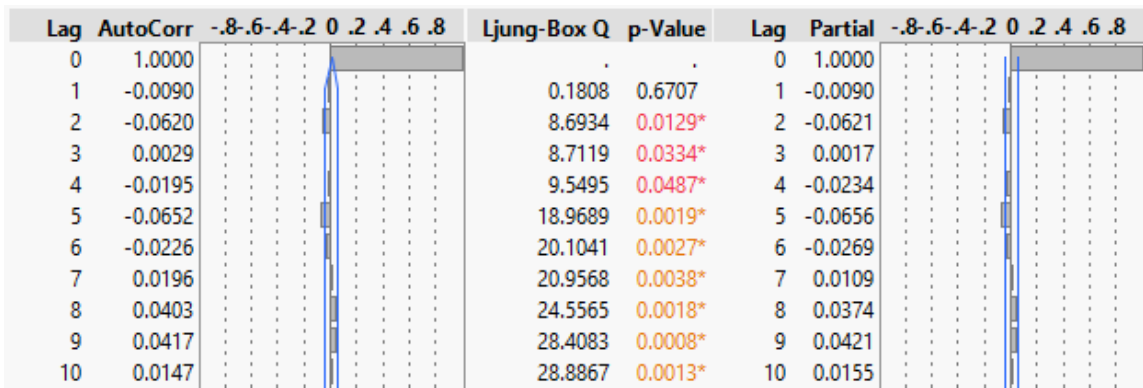 Lag AutoCorr -.8-.6-.4-.2 0 .2 .4 .6 .8 Ljung-Box Q p-Value Lag Partial -.8-.6-.4-.2 0 .2 .4 .6 .8
0 1.0000 . . 0 1.0000
1 -0.0090 0.1808 0.6707 1 -0.0090
2 -0.0620 8.6934 0.0129* 2 -0.0621
3 0.0029 8.7119 0.0334* 3 0.0017
4 -0.0195 9.5495 0.0487* 4 -0.0234
5 -0.0652 18.9689 0.0019* 5 -0.0656
6 -0.0226 20.1041 0.0027* 6 -0.0269
7 0.0196 20.9568 0.0038* 7 0.0109
8 0.0403 24.5565 0.0018* 8 0.0374
9 0.0417 28.4083 0.0008* 9 0.0421
10 0.0147 28.8867 0.0013* 10 0.0155